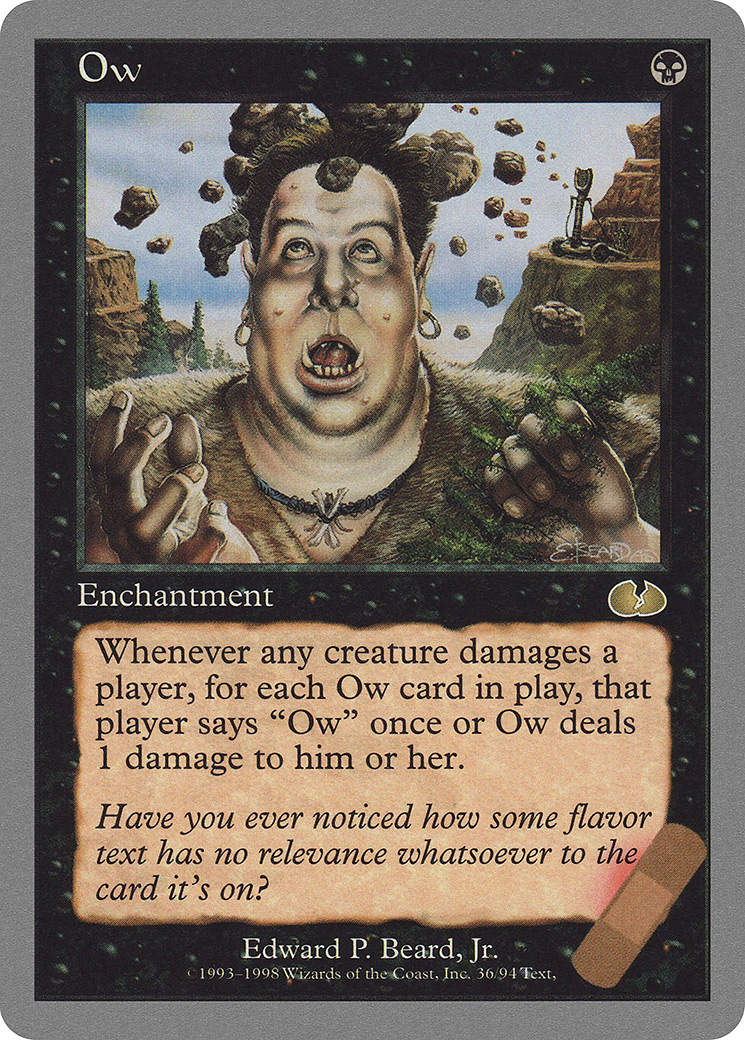 Ow
E. BEARD
Enchantment
Whenever any creature damages a
player, for each Ow card in play, that
player says “Ow” once or Ow deals
1 damage to him or her.
Have you ever noticed how some flavor
text has no relevance whatsoever to the
card it's on?
Edward P. Beard, Jr.
©1993–1998 Wizards of the Coast, Inc. 36/94 Text,